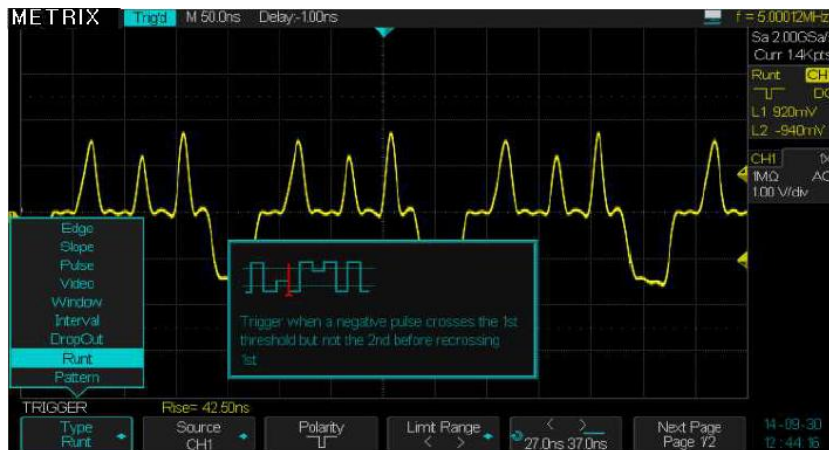 METRIX Trig'd M 50.0ns Delay:-1.00ns f = 5.00012MHz
Sa 2.00GSa/
Curr 1.4Kpts
Runt CH1
DC
L1 920mV
L2 -940mV
CH1
1MΩ AC
1.00 V/div
Edge
Slope
Pulse
Video
Window
Interval
DropOut
Runt
Pattern
Trigger when a negative pulse crosses the 1st
threshold but not the 2nd before recrossing
1st
TRIGGER Rise= 42.50ns
Type
Runt
Source
CH1
Polarity
Limit Range
< >
< >
27.0ns 37.0ns
Next Page
Page 1/2
14-09-30
12:44:16